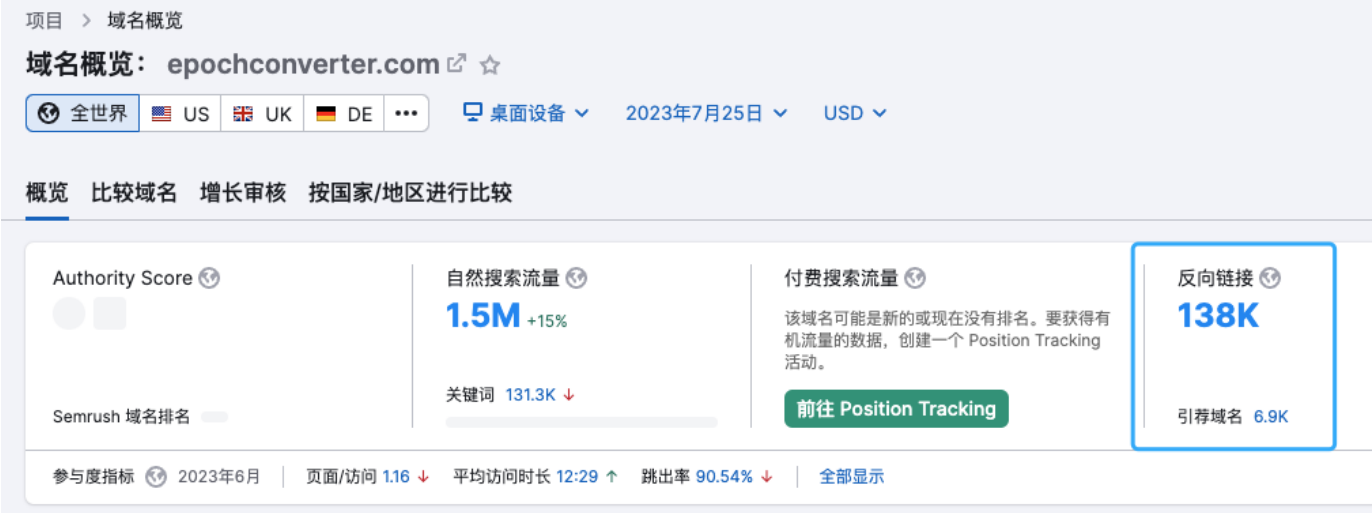 项目 > 域名概览
域名概览： epochconverter.com
全世界 US UK DE ••• 桌面设备 2023年7月25日 USD
概览 比较域名 增长审核 按国家/地区进行比较
Authority Score
Semrush 域名排名
自然搜索流量
1.5M +15%
关键词 131.3K ↓
付费搜索流量
该域名可能是新的或现在没有排名。要获得有
机流量的数据，创建一个 Position Tracking
活动。
前往 Position Tracking
反向链接
138K
引荐域名 6.9K
参与度指标 2023年6月 页面/访问 1.16 ↓ 平均访问时长 12:29 ↑ 跳出率 90.54% ↓ 全部显示